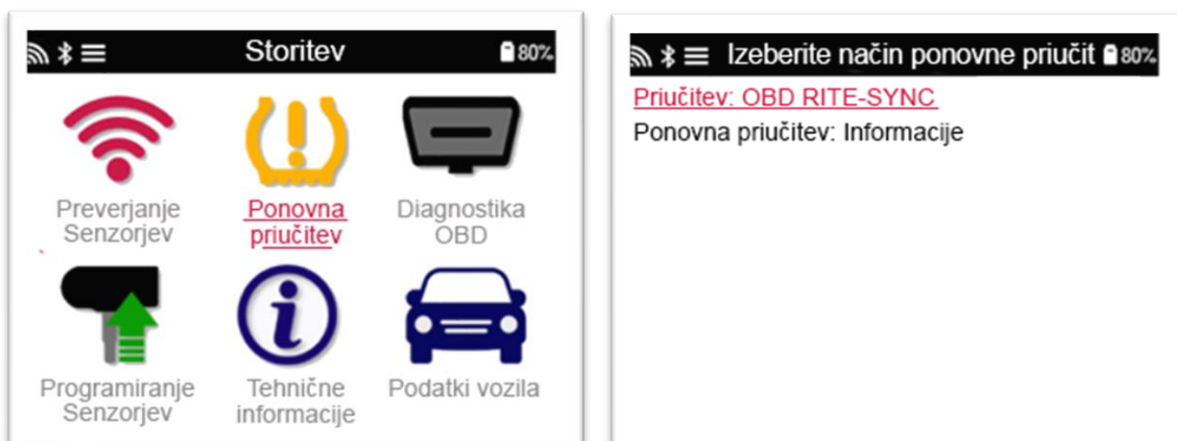 Storitev
80%
Preverjanje
Senzorjev
Ponovna
priučitev
Diagnostika
OBD
Programiranje
Senzorjev
Tehnične
informacije
Podatki vozila
Izeberite način ponovne priučit
80%
Priučitev: OBD RITE-SYNC
Ponovna priučitev: Informacije